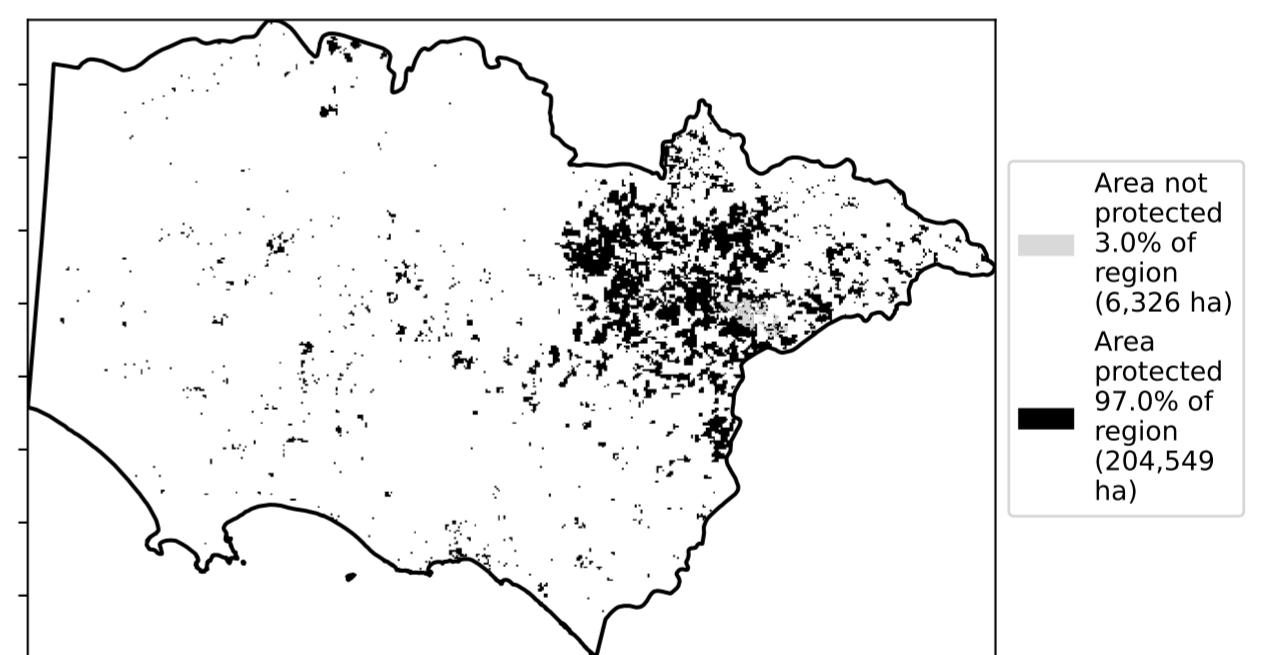 Area not
protected
3.0% of
region
(6,326 ha)
Area
protected
97.0% of
region
(204,549
ha)